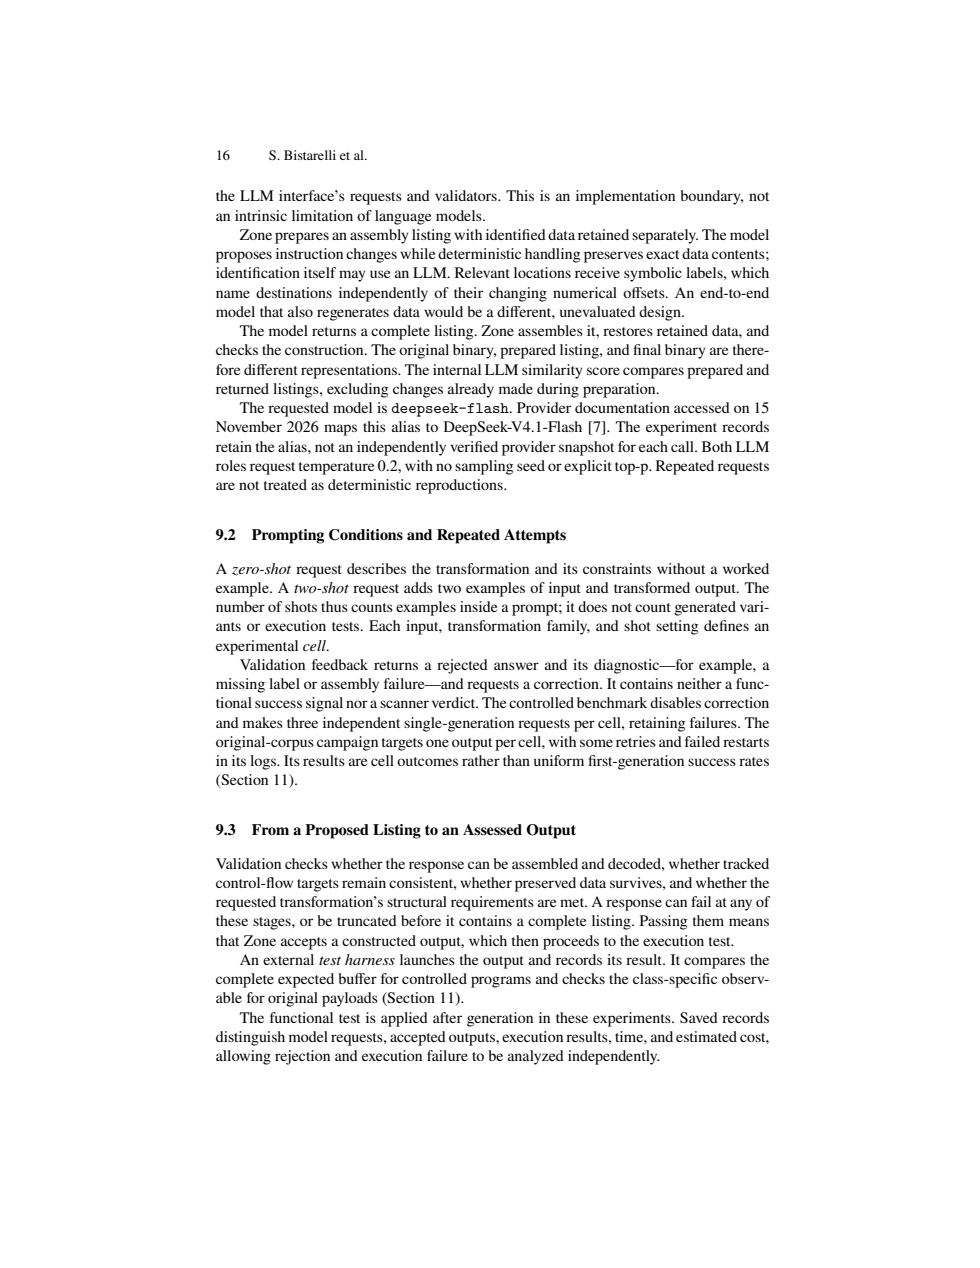 16 S. Bistarelli et al.
the LLM interface’s requests and validators. This is an implementation boundary, not
an intrinsic limitation of language models.
Zone prepares an assembly listing with identified data retained separately. The model
proposes instruction changes while deterministic handling preserves exact data contents;
identification itself may use an LLM. Relevant locations receive symbolic labels, which
name destinations independently of their changing numerical offsets. An end-to-end
model that also regenerates data would be a different, unevaluated design.
The model returns a complete listing. Zone assembles it, restores retained data, and
checks the construction. The original binary, prepared listing, and final binary are there-
fore different representations. The internal LLM similarity score compares prepared and
returned listings, excluding changes already made during preparation.
The requested model is deepseek-flash. Provider documentation accessed on 15
November 2026 maps this alias to DeepSeek-V4.1-Flash [7]. The experiment records
retain the alias, not an independently verified provider snapshot for each call. Both LLM
roles request temperature 0.2, with no sampling seed or explicit top-p. Repeated requests
are not treated as deterministic reproductions.
9.2 Prompting Conditions and Repeated Attempts
A zero-shot request describes the transformation and its constraints without a worked
example. A two-shot request adds two examples of input and transformed output. The
number of shots thus counts examples inside a prompt; it does not count generated vari-
ants or execution tests. Each input, transformation family, and shot setting defines an
experimental cell.
Validation feedback returns a rejected answer and its diagnostic—for example, a
missing label or assembly failure—and requests a correction. It contains neither a func-
tional success signal nor a scanner verdict. The controlled benchmark disables correction
and makes three independent single-generation requests per cell, retaining failures. The
original-corpus campaign targets one output per cell, with some retries and failed restarts
in its logs. Its results are cell outcomes rather than uniform first-generation success rates
(Section 11).
9.3 From a Proposed Listing to an Assessed Output
Validation checks whether the response can be assembled and decoded, whether tracked
control-flow targets remain consistent, whether preserved data survives, and whether the
requested transformation’s structural requirements are met. A response can fail at any of
these stages, or be truncated before it contains a complete listing. Passing them means
that Zone accepts a constructed output, which then proceeds to the execution test.
An external test harness launches the output and records its result. It compares the
complete expected buffer for controlled programs and checks the class-specific observ-
able for original payloads (Section 11).
The functional test is applied after generation in these experiments. Saved records
distinguish model requests, accepted outputs, execution results, time, and estimated cost,
allowing rejection and execution failure to be analyzed independently.